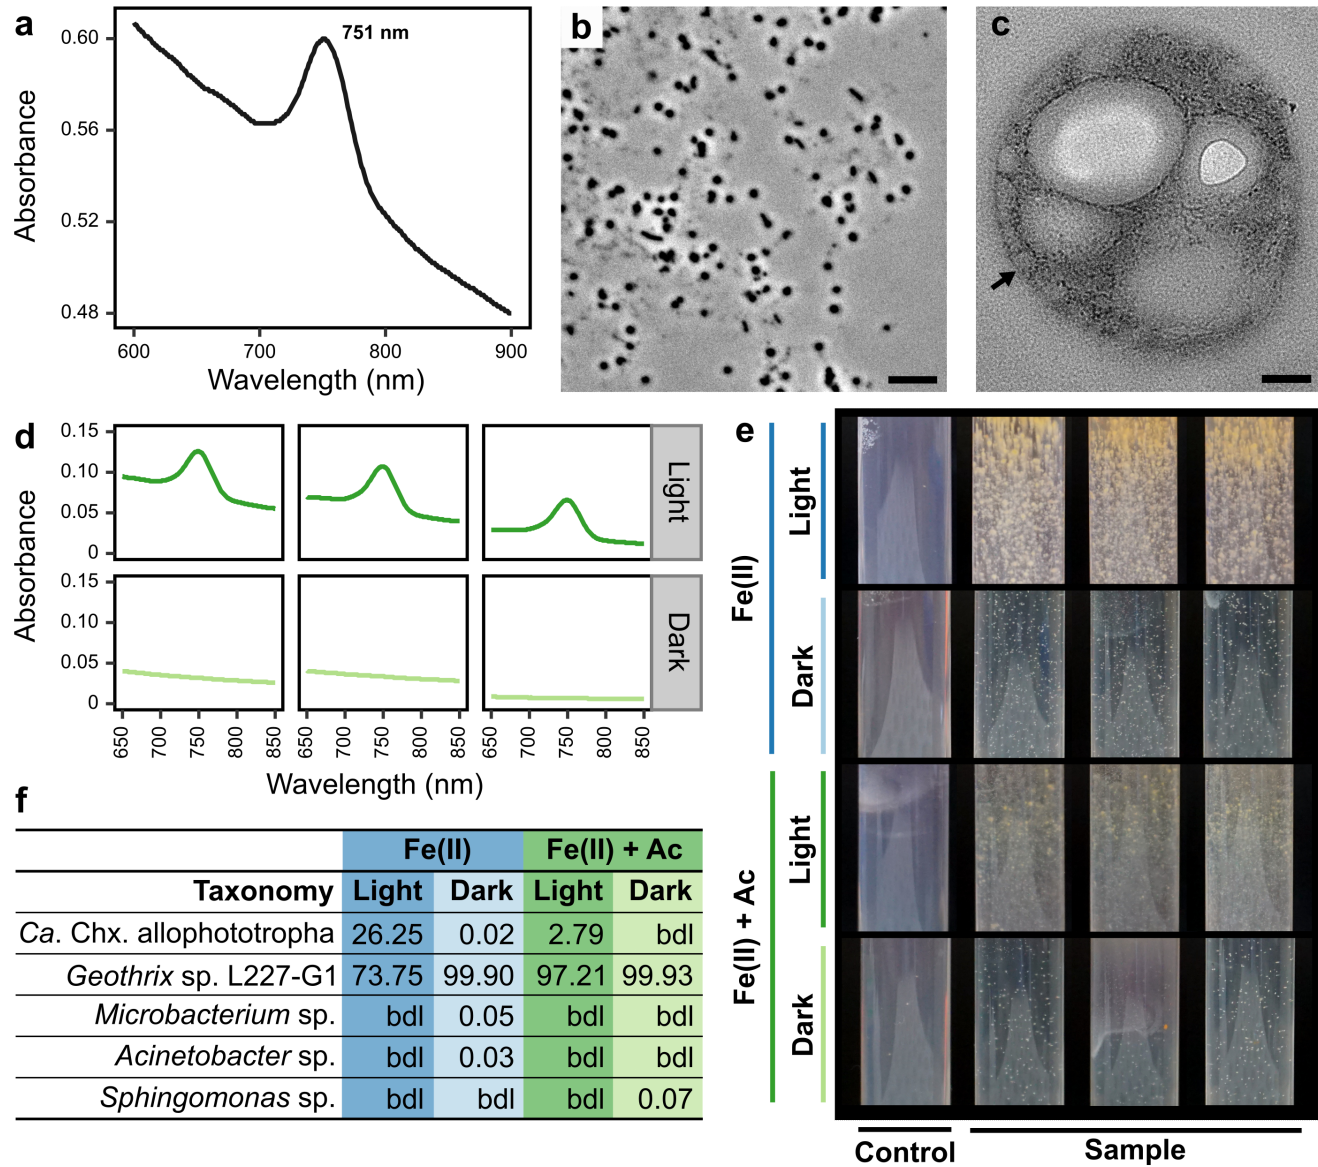 a
751 nm
0.60
0.56
0.52
0.48
Absorbance
600 700 800 900
Wavelength (nm)
b
c
d
0.15
0.10
0.05
0
Light
0.15
0.10
0.05
0
Dark
Absorbance
650 700 750 800 850 650 700 750 800 850 650 700 750 800 850
Wavelength (nm)
e
Fe(II)
Light
Dark
Fe(II) + Ac
Light
Dark
Control Sample
f
Fe(II) Fe(II) + Ac
Taxonomy Light Dark Light Dark
Ca. Chx. allophototropha 26.25 0.02 2.79 bdl
Geothrix sp. L227-G1 73.75 99.90 97.21 99.93
Microbacterium sp. bdl 0.05 bdl bdl
Acinetobacter sp. bdl 0.03 bdl bdl
Sphingomonas sp. bdl bdl bdl 0.07